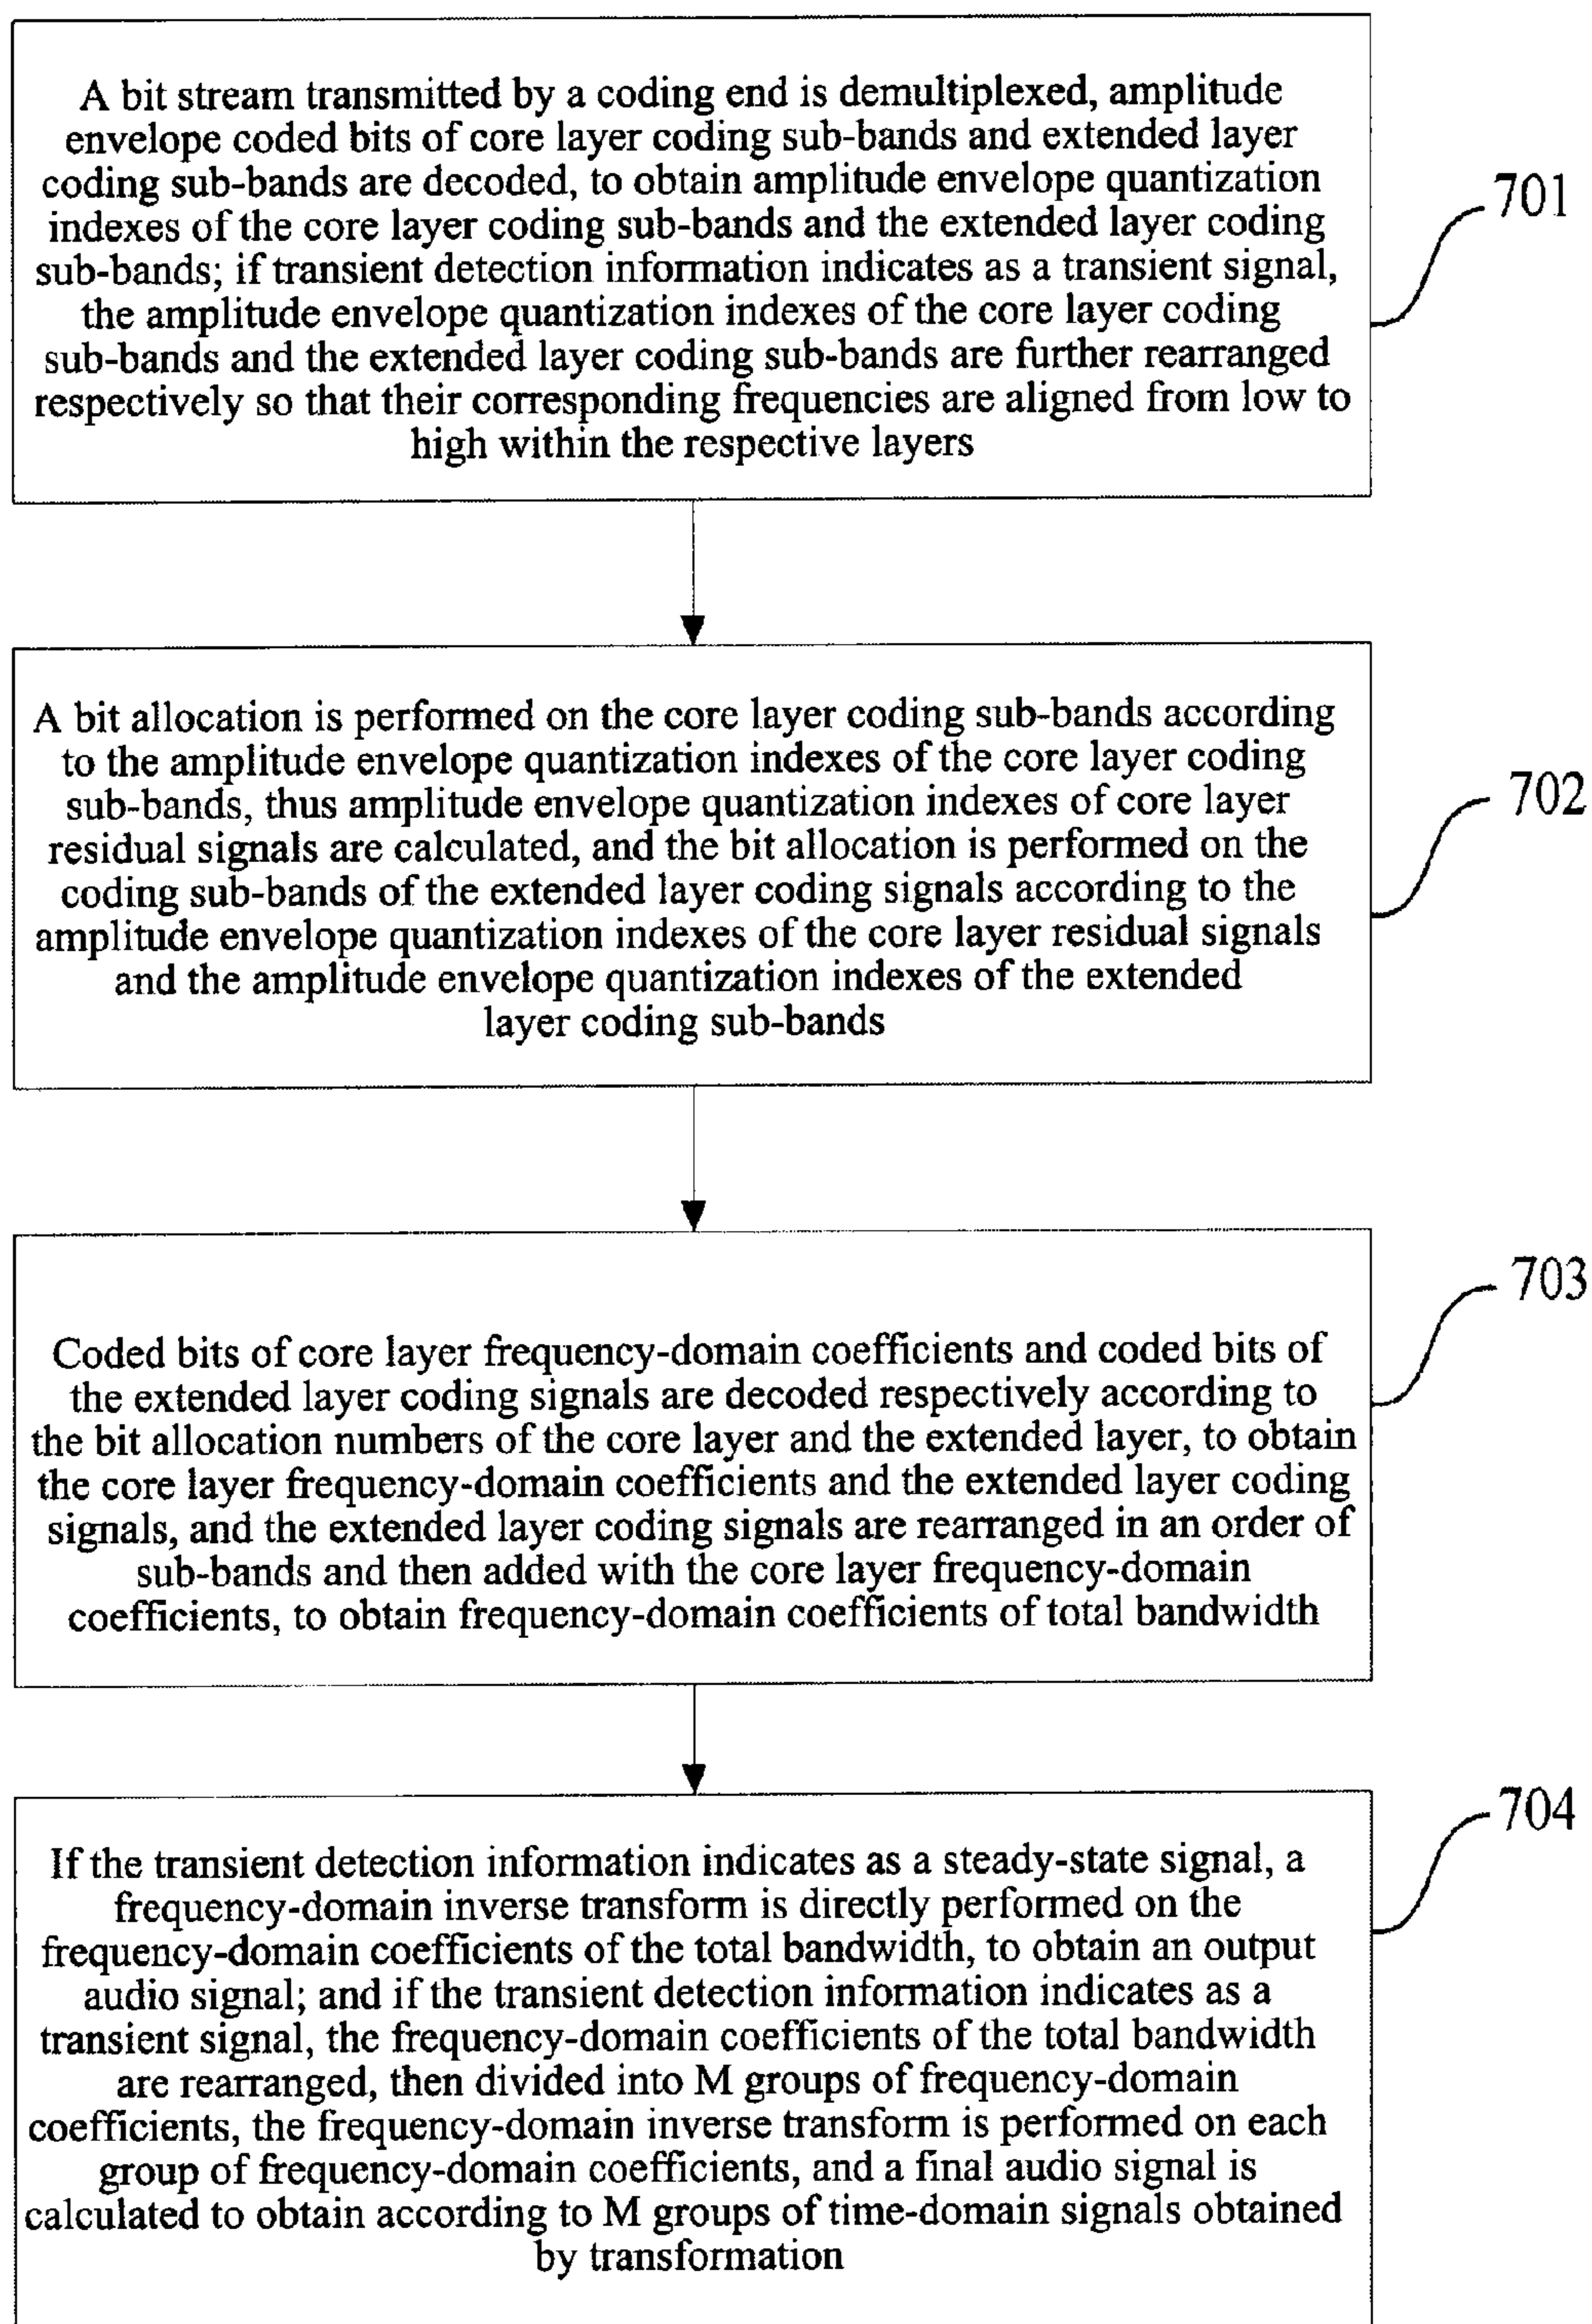 A bit stream transmitted by a coding end is demultiplexed, amplitude
envelope coded bits of core layer coding sub-bands and extended layer
coding sub-bands are decoded, to obtain amplitude envelope quantization
indexes of the core layer coding sub-bands and the extended layer coding
sub-bands; if transient detection information indicates as a transient signal,
the amplitude envelope quantization indexes of the core layer coding
sub-bands and the extended layer coding sub-bands are further rearranged
respectively so that their corresponding frequencies are aligned from low to
high within the respective layers
701
A bit allocation is performed on the core layer coding sub-bands according
to the amplitude envelope quantization indexes of the core layer coding
sub-bands, thus amplitude envelope quantization indexes of core layer
residual signals are calculated, and the bit allocation is performed on the
coding sub-bands of the extended layer coding signals according to the
amplitude envelope quantization indexes of the core layer residual signals
and the amplitude envelope quantization indexes of the extended
layer coding sub-bands
702
Coded bits of core layer frequency-domain coefficients and coded bits of
the extended layer coding signals are decoded respectively according to
the bit allocation numbers of the core layer and the extended layer, to obtain
the core layer frequency-domain coefficients and the extended layer coding
signals, and the extended layer coding signals are rearranged in an order of
sub-bands and then added with the core layer frequency-domain
coefficients, to obtain frequency-domain coefficients of total bandwidth
703
If the transient detection information indicates as a steady-state signal, a
frequency-domain inverse transform is directly performed on the
frequency-domain coefficients of the total bandwidth, to obtain an output
audio signal; and if the transient detection information indicates as a
transient signal, the frequency-domain coefficients of the total bandwidth
are rearranged, then divided into M groups of frequency-domain
coefficients, the frequency-domain inverse transform is performed on each
group of frequency-domain coefficients, and a final audio signal is
calculated to obtain according to M groups of time-domain signals obtained
by transformation
704